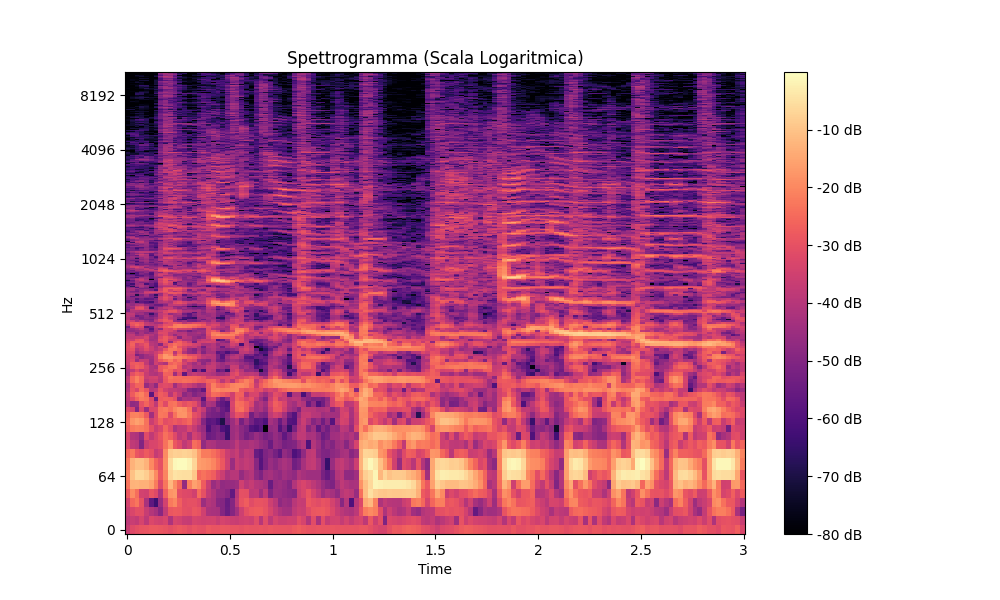 Spettrogramma (Scala Logaritmica)
8192
4096
2048
1024
512
256
128
64
0
Hz
0
0.5
1
1.5
2
2.5
3
Time
-10 dB
-20 dB
-30 dB
-40 dB
-50 dB
-60 dB
-70 dB
-80 dB